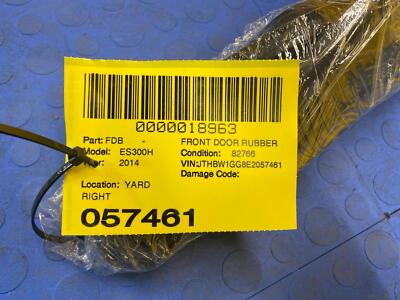 0000018963
Part: FDB - FRONT DOOR RUBBER
Model: ES300H Condition: 82766
2014 VIN:JTHBW1GG8E2057461
Damage Code:
Location: YARD
RIGHT
057461